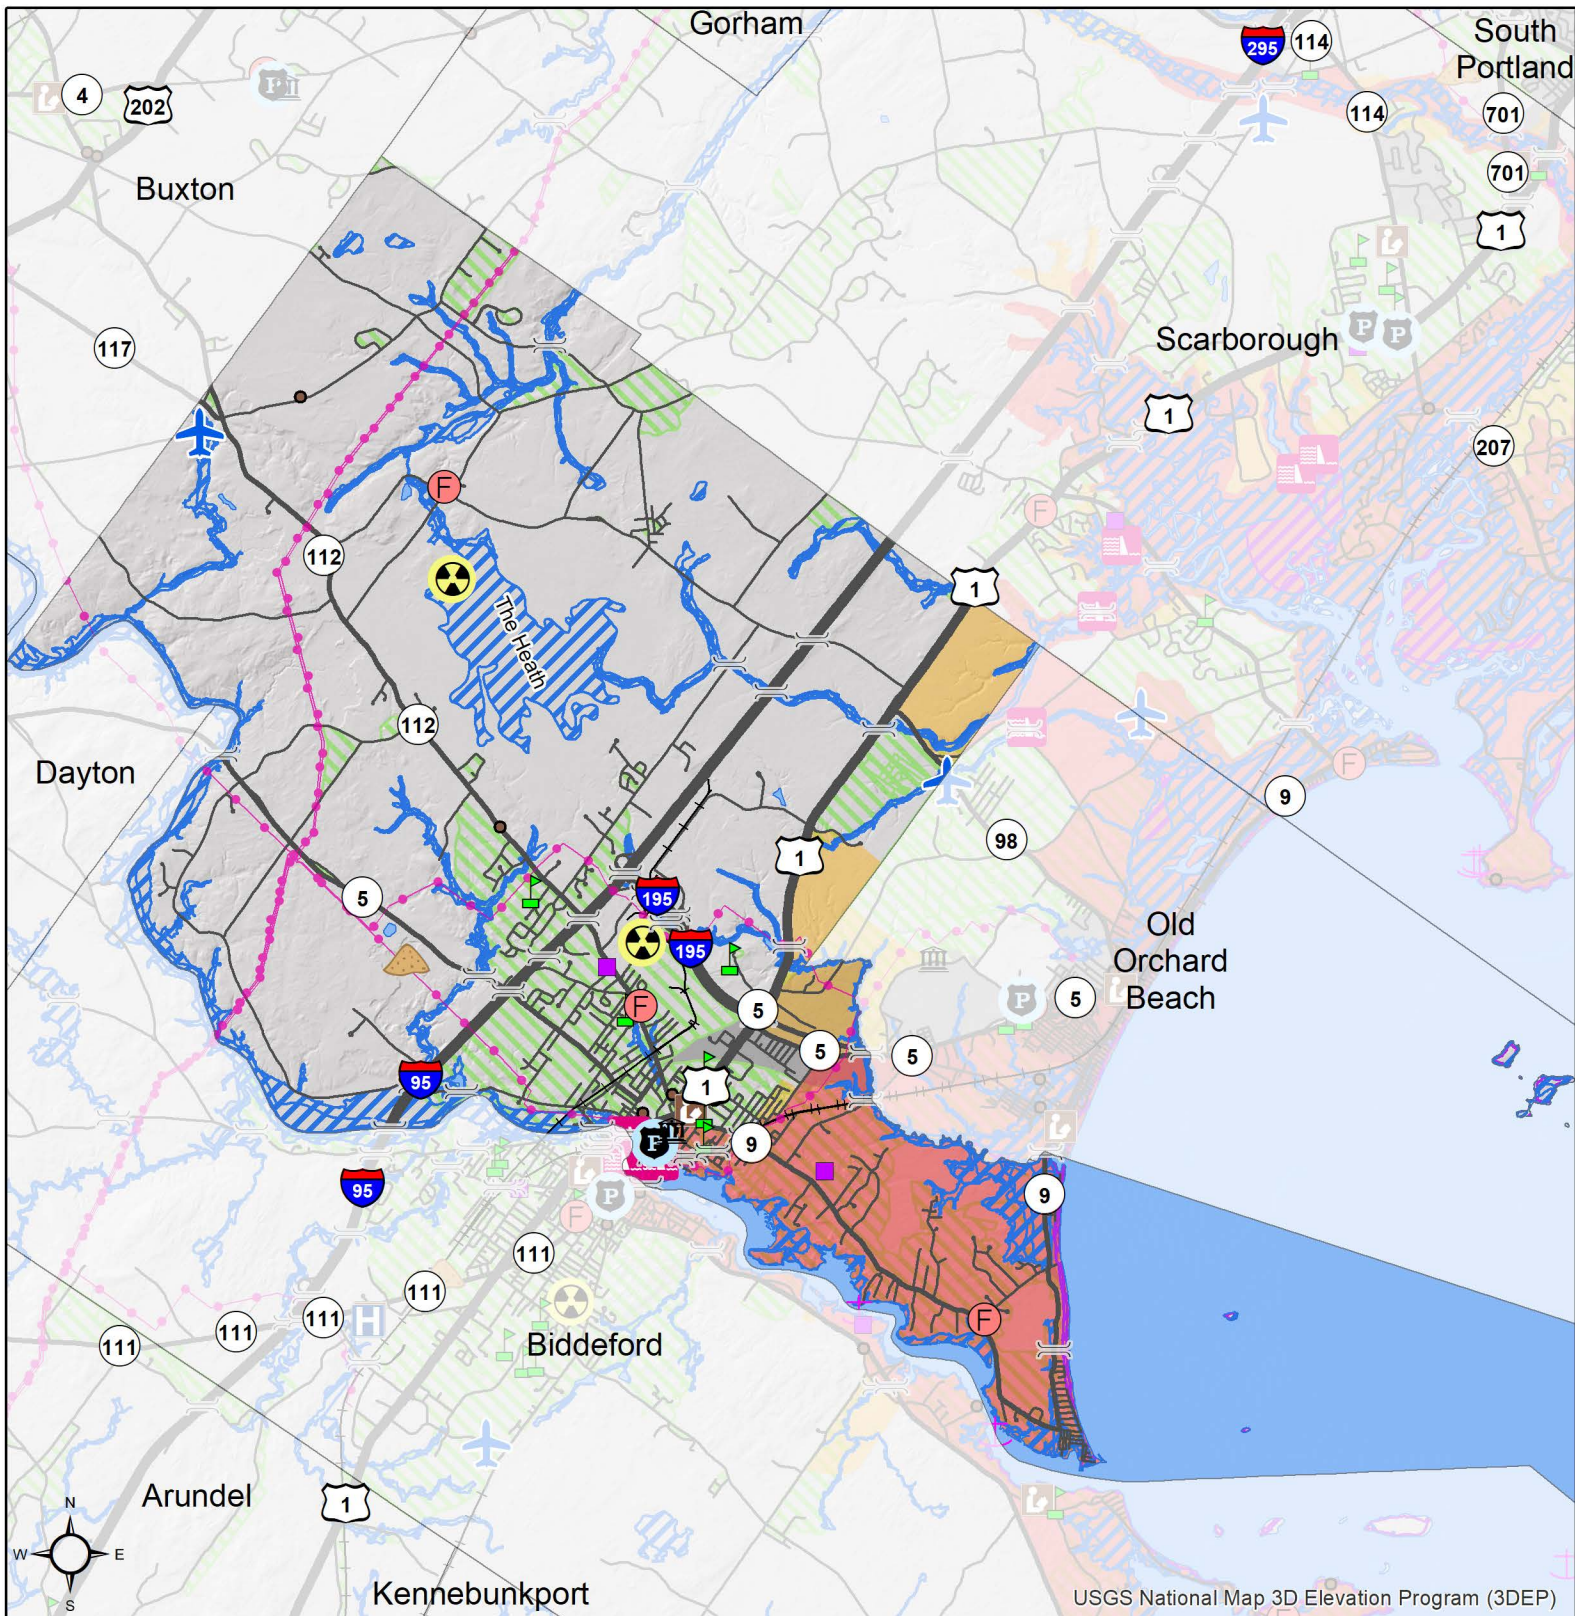 Gorham
295
114
South
Portland
4
202
114
701
701
Buxton
1
117
Scarborough
P
P
P
1
207
F
F
112
1
The Heath
112
Dayton
F
9
98
1
5
195
195
Old
Orchard
Beach
P
5
5
F
5
5
95
1
P
9
9
95
P
F
111
111
111
H
111
111
F
Biddeford
Arundel
1
N
W
E
S
Kennebunkport
USGS National Map 3D Elevation Program (3DEP)